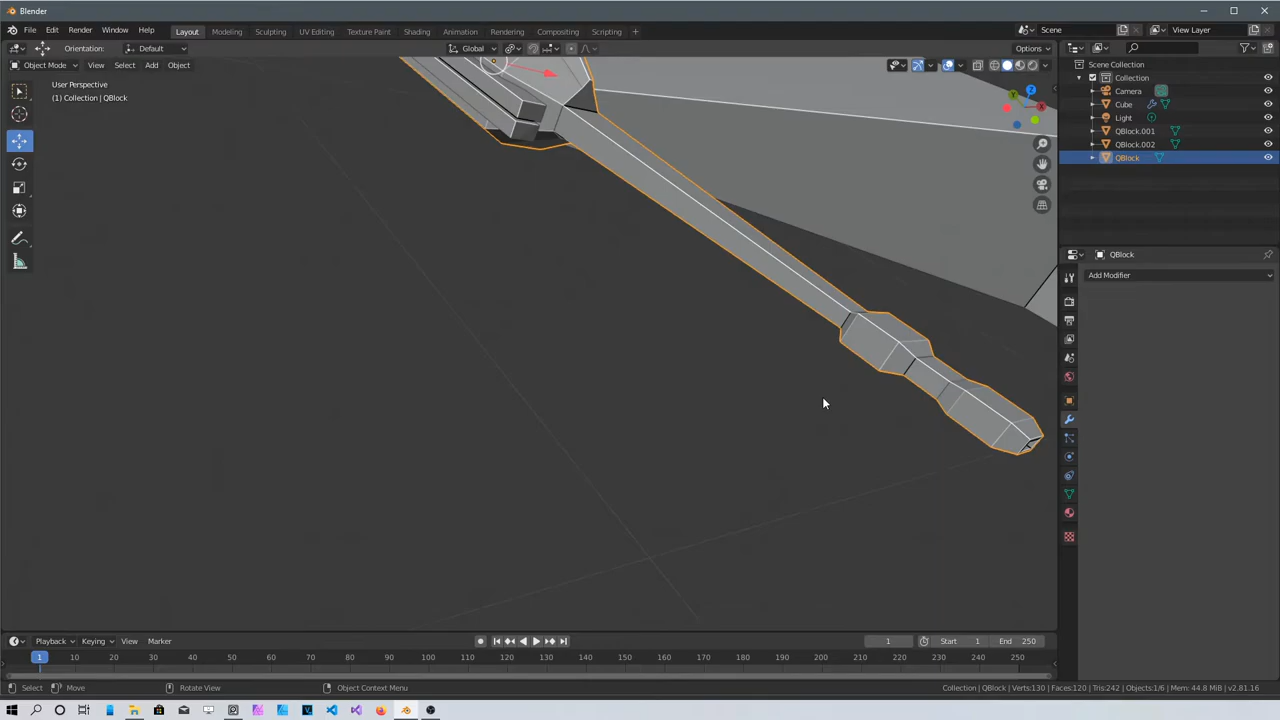 Blender
File Edit Render Window Help Layout Modeling Sculpting UV Editing Texture Paint Shading Animation Rendering Compositing Scripting + Scene View Layer
Orientation: Default Global Options
Object Mode View Select Add Object
Scene Collection
Collection
Camera
Cube
Light
QBlock.001
QBlock.002
QBlock
User Perspective
(1) Collection | QBlock
QBlock
Add Modifier
Playback Keying View Marker 1 Start 1 End 250
1 10 20 30 40 50 60 70 80 90 100 110 120 130 140 150 160 170 180 190 200 210 220 230 240 250
Select Move Rotate View Object Context Menu Collection | QBlock | Verts:130 | Faces:120 | Tris:242 | Objects:1/6 | Mem: 44.8 MiB | v2.81.16